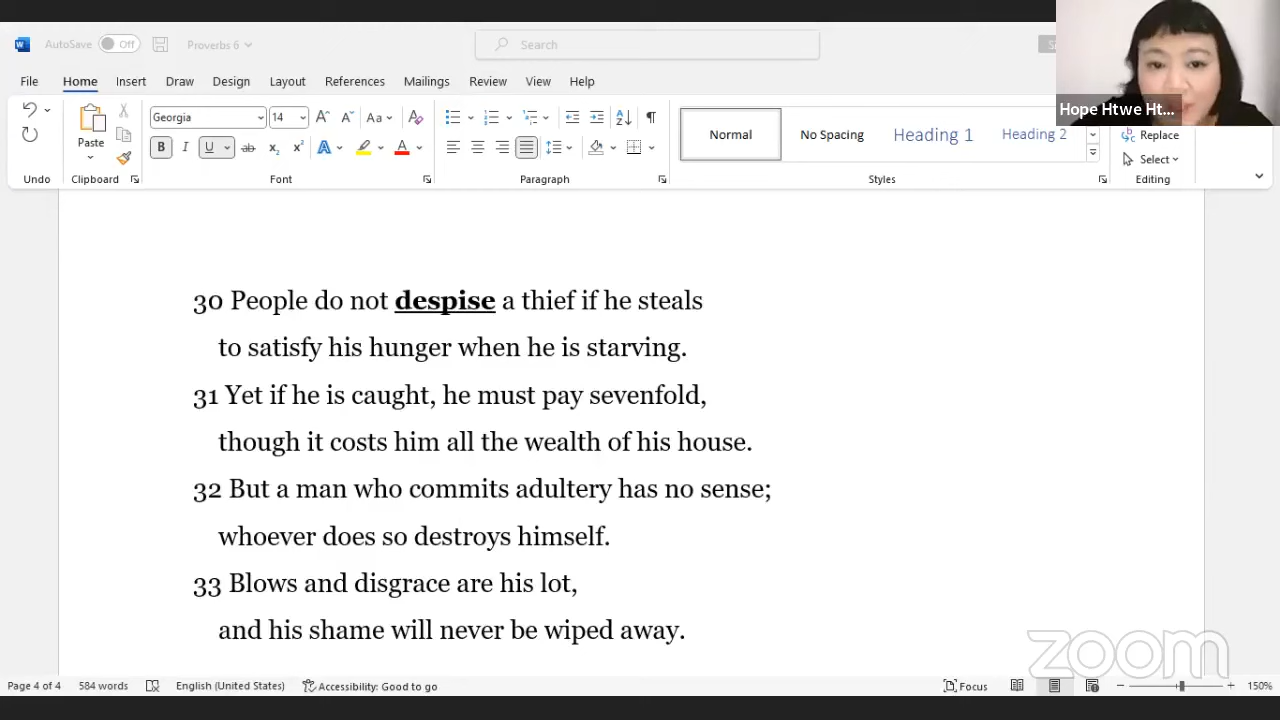 AutoSave Off Proverbs 6 Search
File Home Insert Draw Design Layout References Mailings Review View Help
Hope Htwe Ht...
Paste Georgia 14 A A Aa A Normal No Spacing Heading 1 Heading 2 Replace
B I U ab x2 x2 A A Select
Undo Clipboard Font Paragraph Styles Editing
30 People do not despise a thief if he steals
to satisfy his hunger when he is starving.
31 Yet if he is caught, he must pay sevenfold,
though it costs him all the wealth of his house.
32 But a man who commits adultery has no sense;
whoever does so destroys himself.
33 Blows and disgrace are his lot,
and his shame will never be wiped away.
zoom
Page 4 of 4 584 words English (United States) Accessibility: Good to go Focus 150%